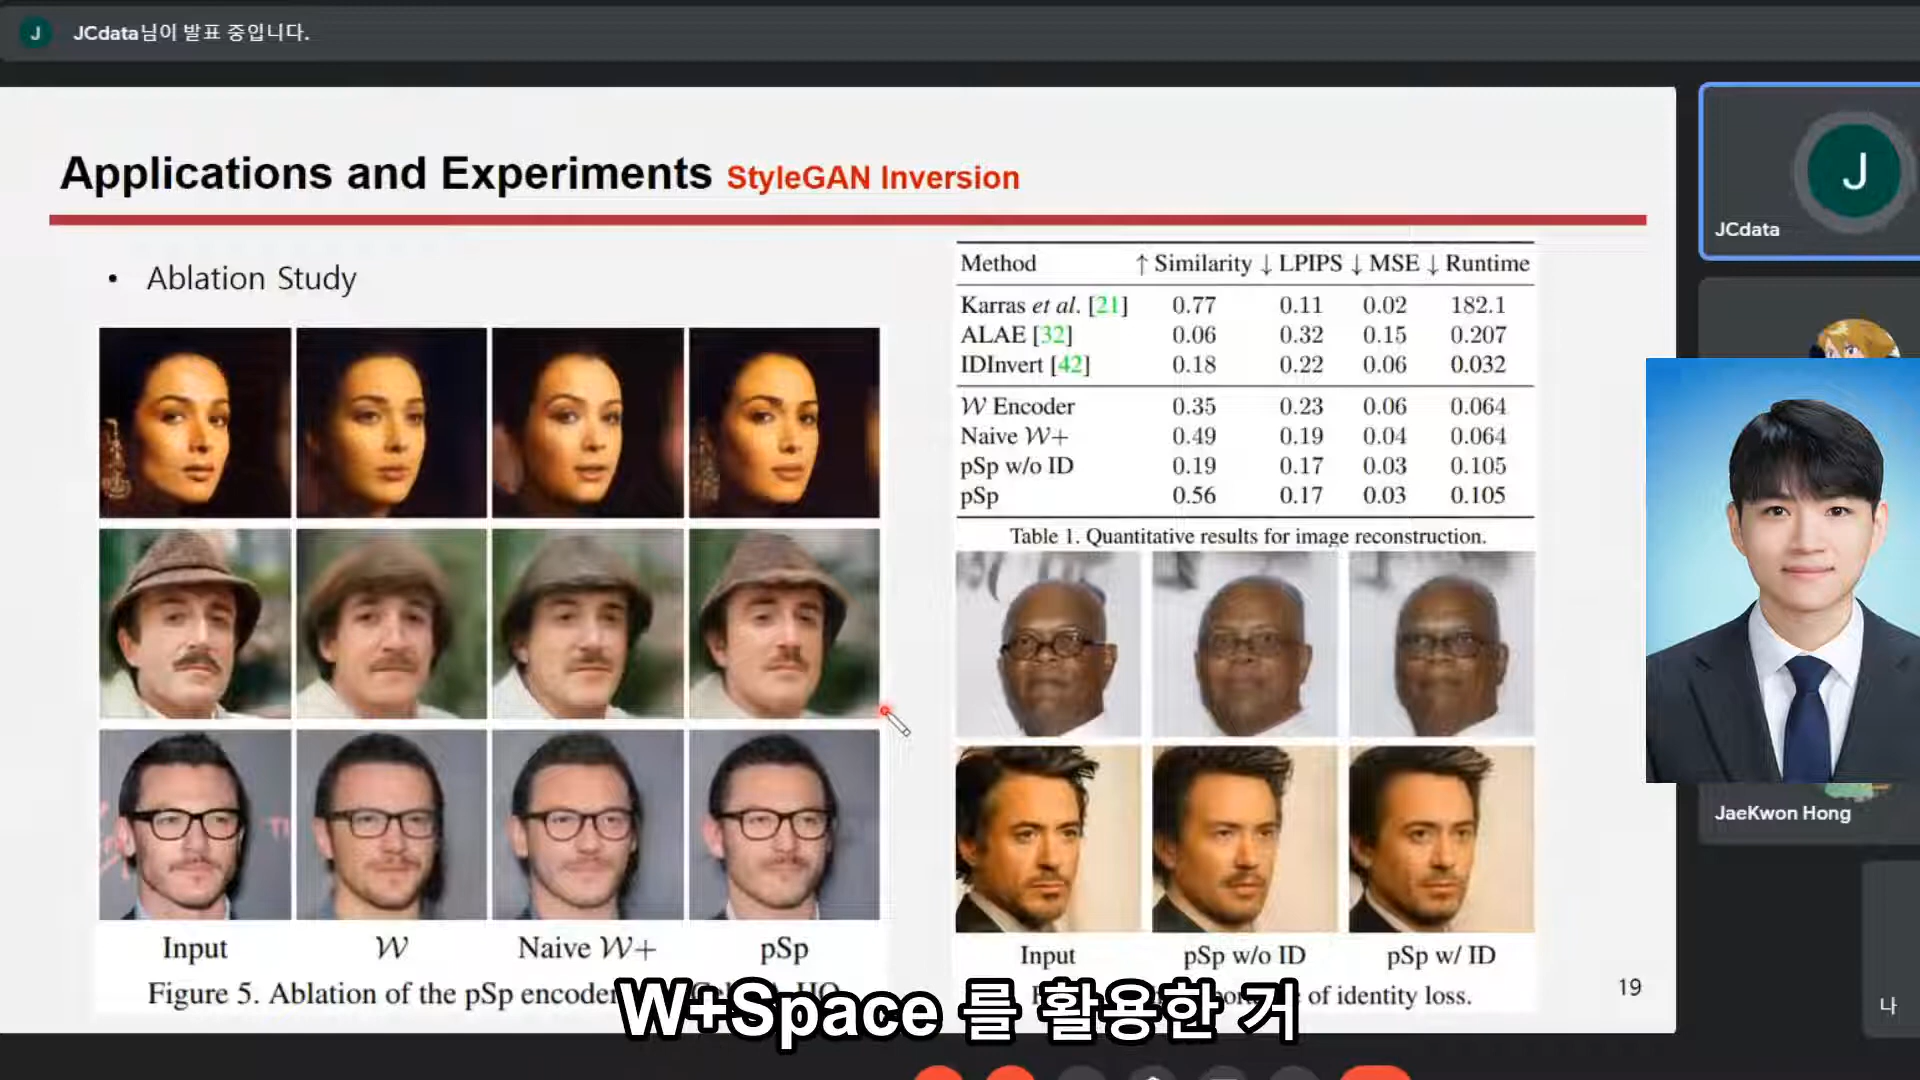 J JCdata님이 발표 중입니다.
Applications and Experiments StyleGAN Inversion
• Ablation Study
Method ↑ Similarity ↓ LPIPS ↓ MSE ↓ Runtime
Karras et al. [21] 0.77 0.11 0.02 182.1
ALAE [32] 0.06 0.32 0.15 0.207
IDInvert [42] 0.18 0.22 0.06 0.032
W Encoder 0.35 0.23 0.06 0.064
Naive W+ 0.49 0.19 0.04 0.064
pSp w/o ID 0.19 0.17 0.03 0.105
pSp 0.56 0.17 0.03 0.105
Table 1. Quantitative results for image reconstruction.
Input W Naive W+ pSp
Figure 5. Ablation of the pSp encoder
Input pSp w/o ID pSp w/ ID
of identity loss.
19
W+Space 를 활용한 거
J
JCdata
JaeKwon Hong
나